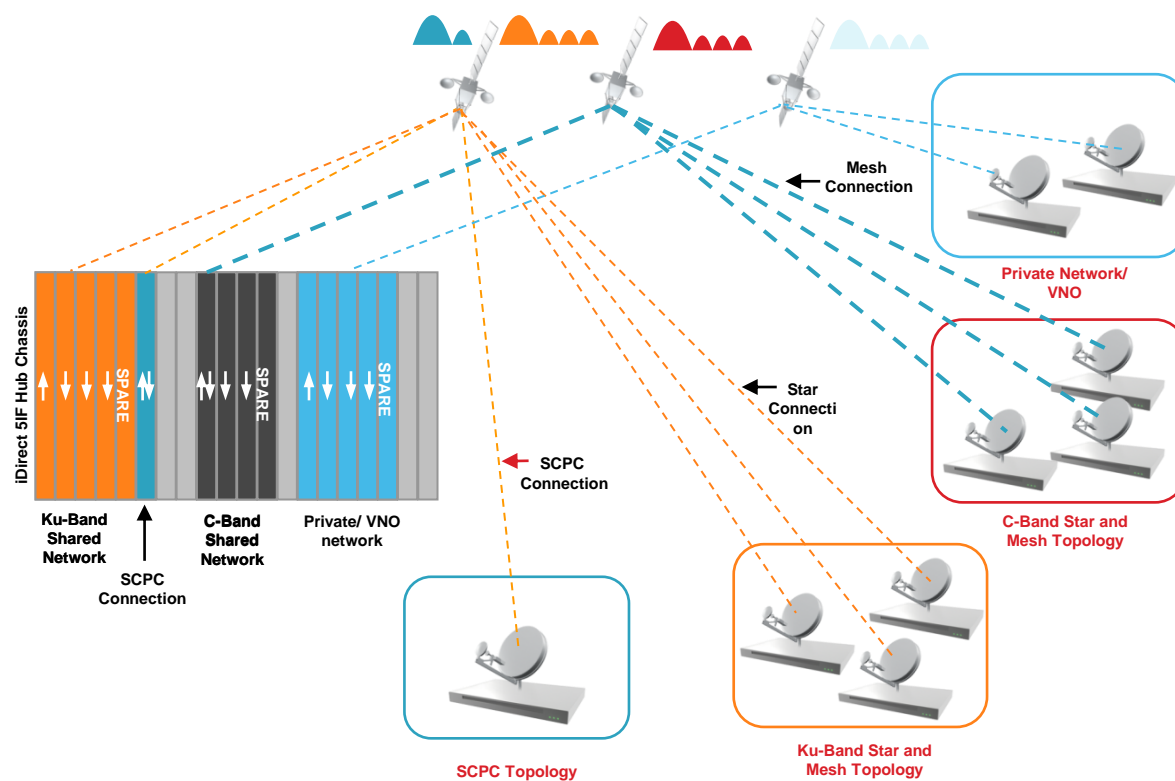 Mesh
Connection
Private Network/
VNO
iDirect 5IF Hub Chassis
SPARE
SPARE
SPARE
Star
Connecti
on
SCPC
Connection
Ku-Band
Shared
Network
C-Band
Shared
Network
Private/ VNO
network
SCPC
Connection
C-Band Star and
Mesh Topology
SCPC Topology
Ku-Band Star and
Mesh Topology